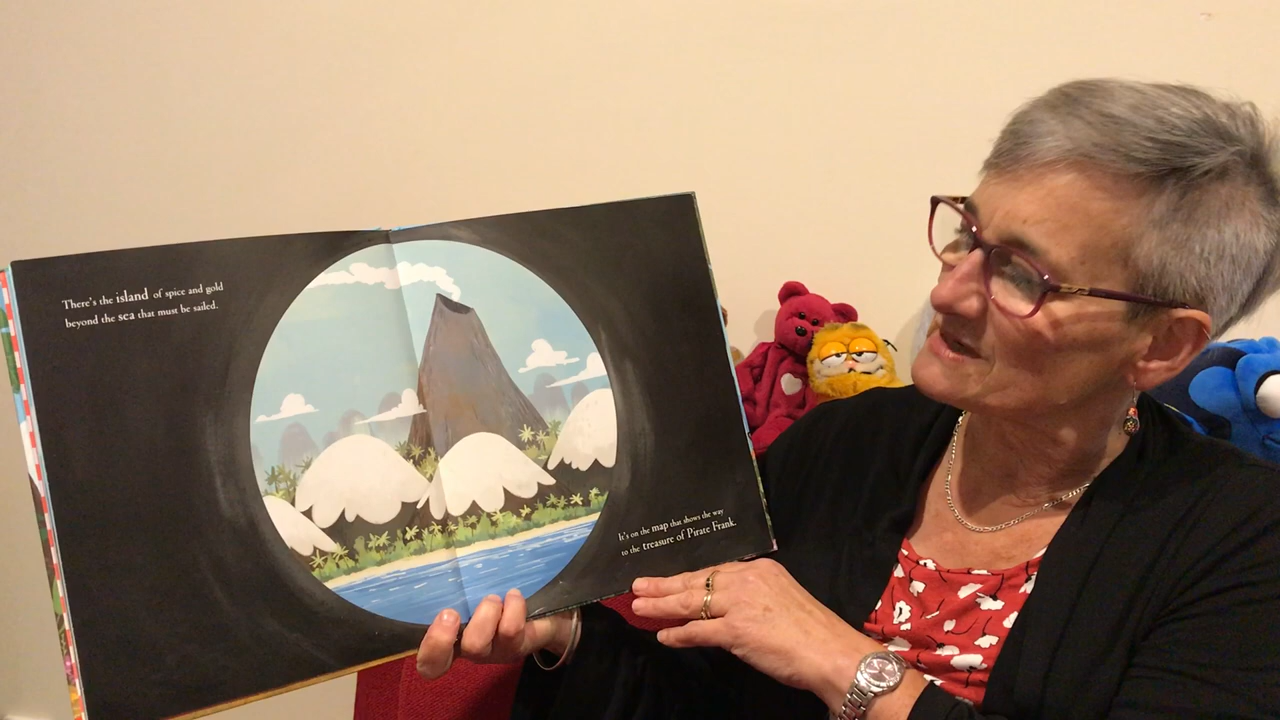 There's the island of spice and gold
beyond the sea that must be sailed.
It's on the map that shows the way
to the treasure of Pirate Frank.